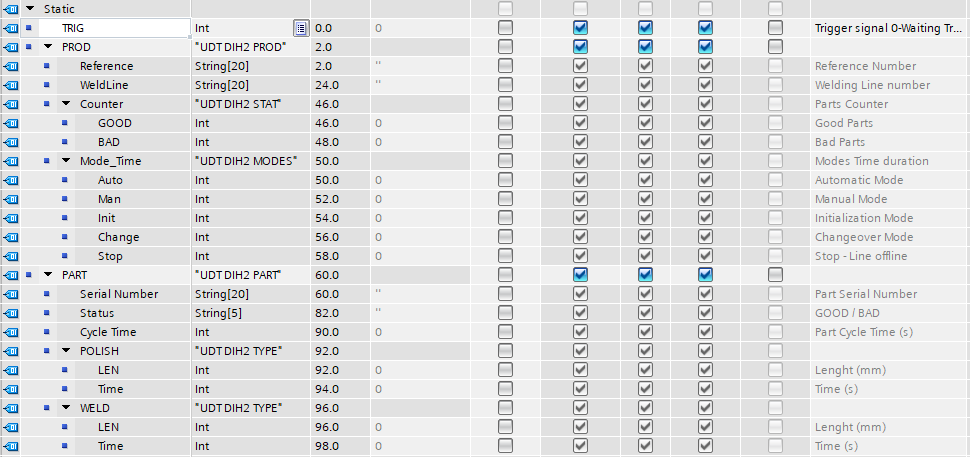 Static
TRIG Int 0.0 0 Trigger signal 0-Waiting Tr...
PROD "UDT DIH2 PROD" 2.0
Reference String[20] 2.0 '' Reference Number
WeldLine String[20] 24.0 '' Welding Line number
Counter "UDT DIH2 STAT" 46.0 Parts Counter
GOOD Int 46.0 0 Good Parts
BAD Int 48.0 0 Bad Parts
Mode_Time "UDT DIH2 MODES" 50.0 Modes Time duration
Auto Int 50.0 0 Automatic Mode
Man Int 52.0 0 Manual Mode
Init Int 54.0 0 Initialization Mode
Change Int 56.0 0 Changeover Mode
Stop Int 58.0 0 Stop - Line offline
PART "UDT DIH2 PART" 60.0
Serial Number String[20] 60.0 '' Part Serial Number
Status String[5] 82.0 '' GOOD / BAD
Cycle Time Int 90.0 0 Part Cycle Time (s)
POLISH "UDT DIH2 TYPE" 92.0
LEN Int 92.0 0 Lenght (mm)
Time Int 94.0 0 Time (s)
WELD "UDT DIH2 TYPE" 96.0
LEN Int 96.0 0 Lenght (mm)
Time Int 98.0 0 Time (s)